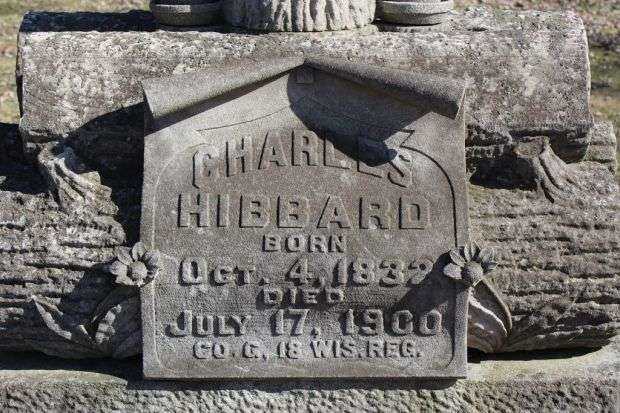 CHARLES
HIBBARD
BORN
OCT. 4, 1832
DIED
JULY 17, 1900
CO. G, 18 WIS. REG.